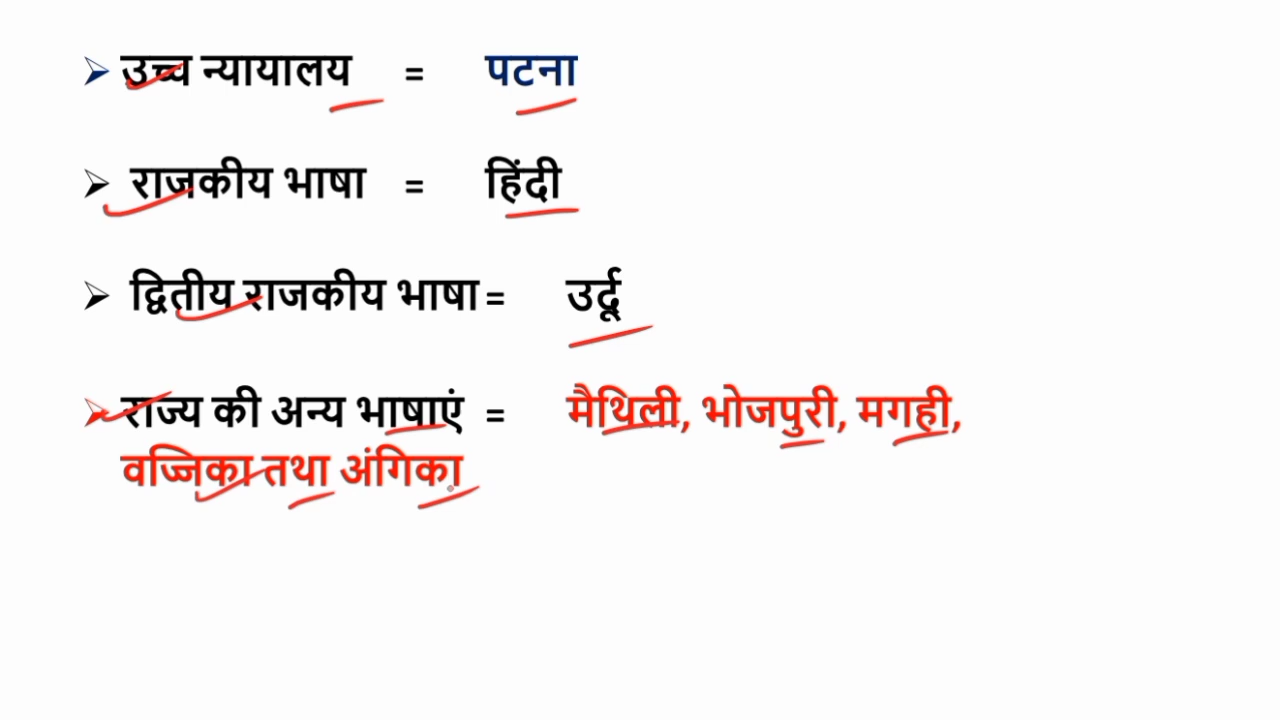 ➢ उच्च न्यायालय = पटना
➢ राजकीय भाषा = हिंदी
➢ द्वितीय राजकीय भाषा = उर्दू
➢ राज्य की अन्य भाषाएं = मैथिली, भोजपुरी, मगही,
वज्जिका तथा अंगिका